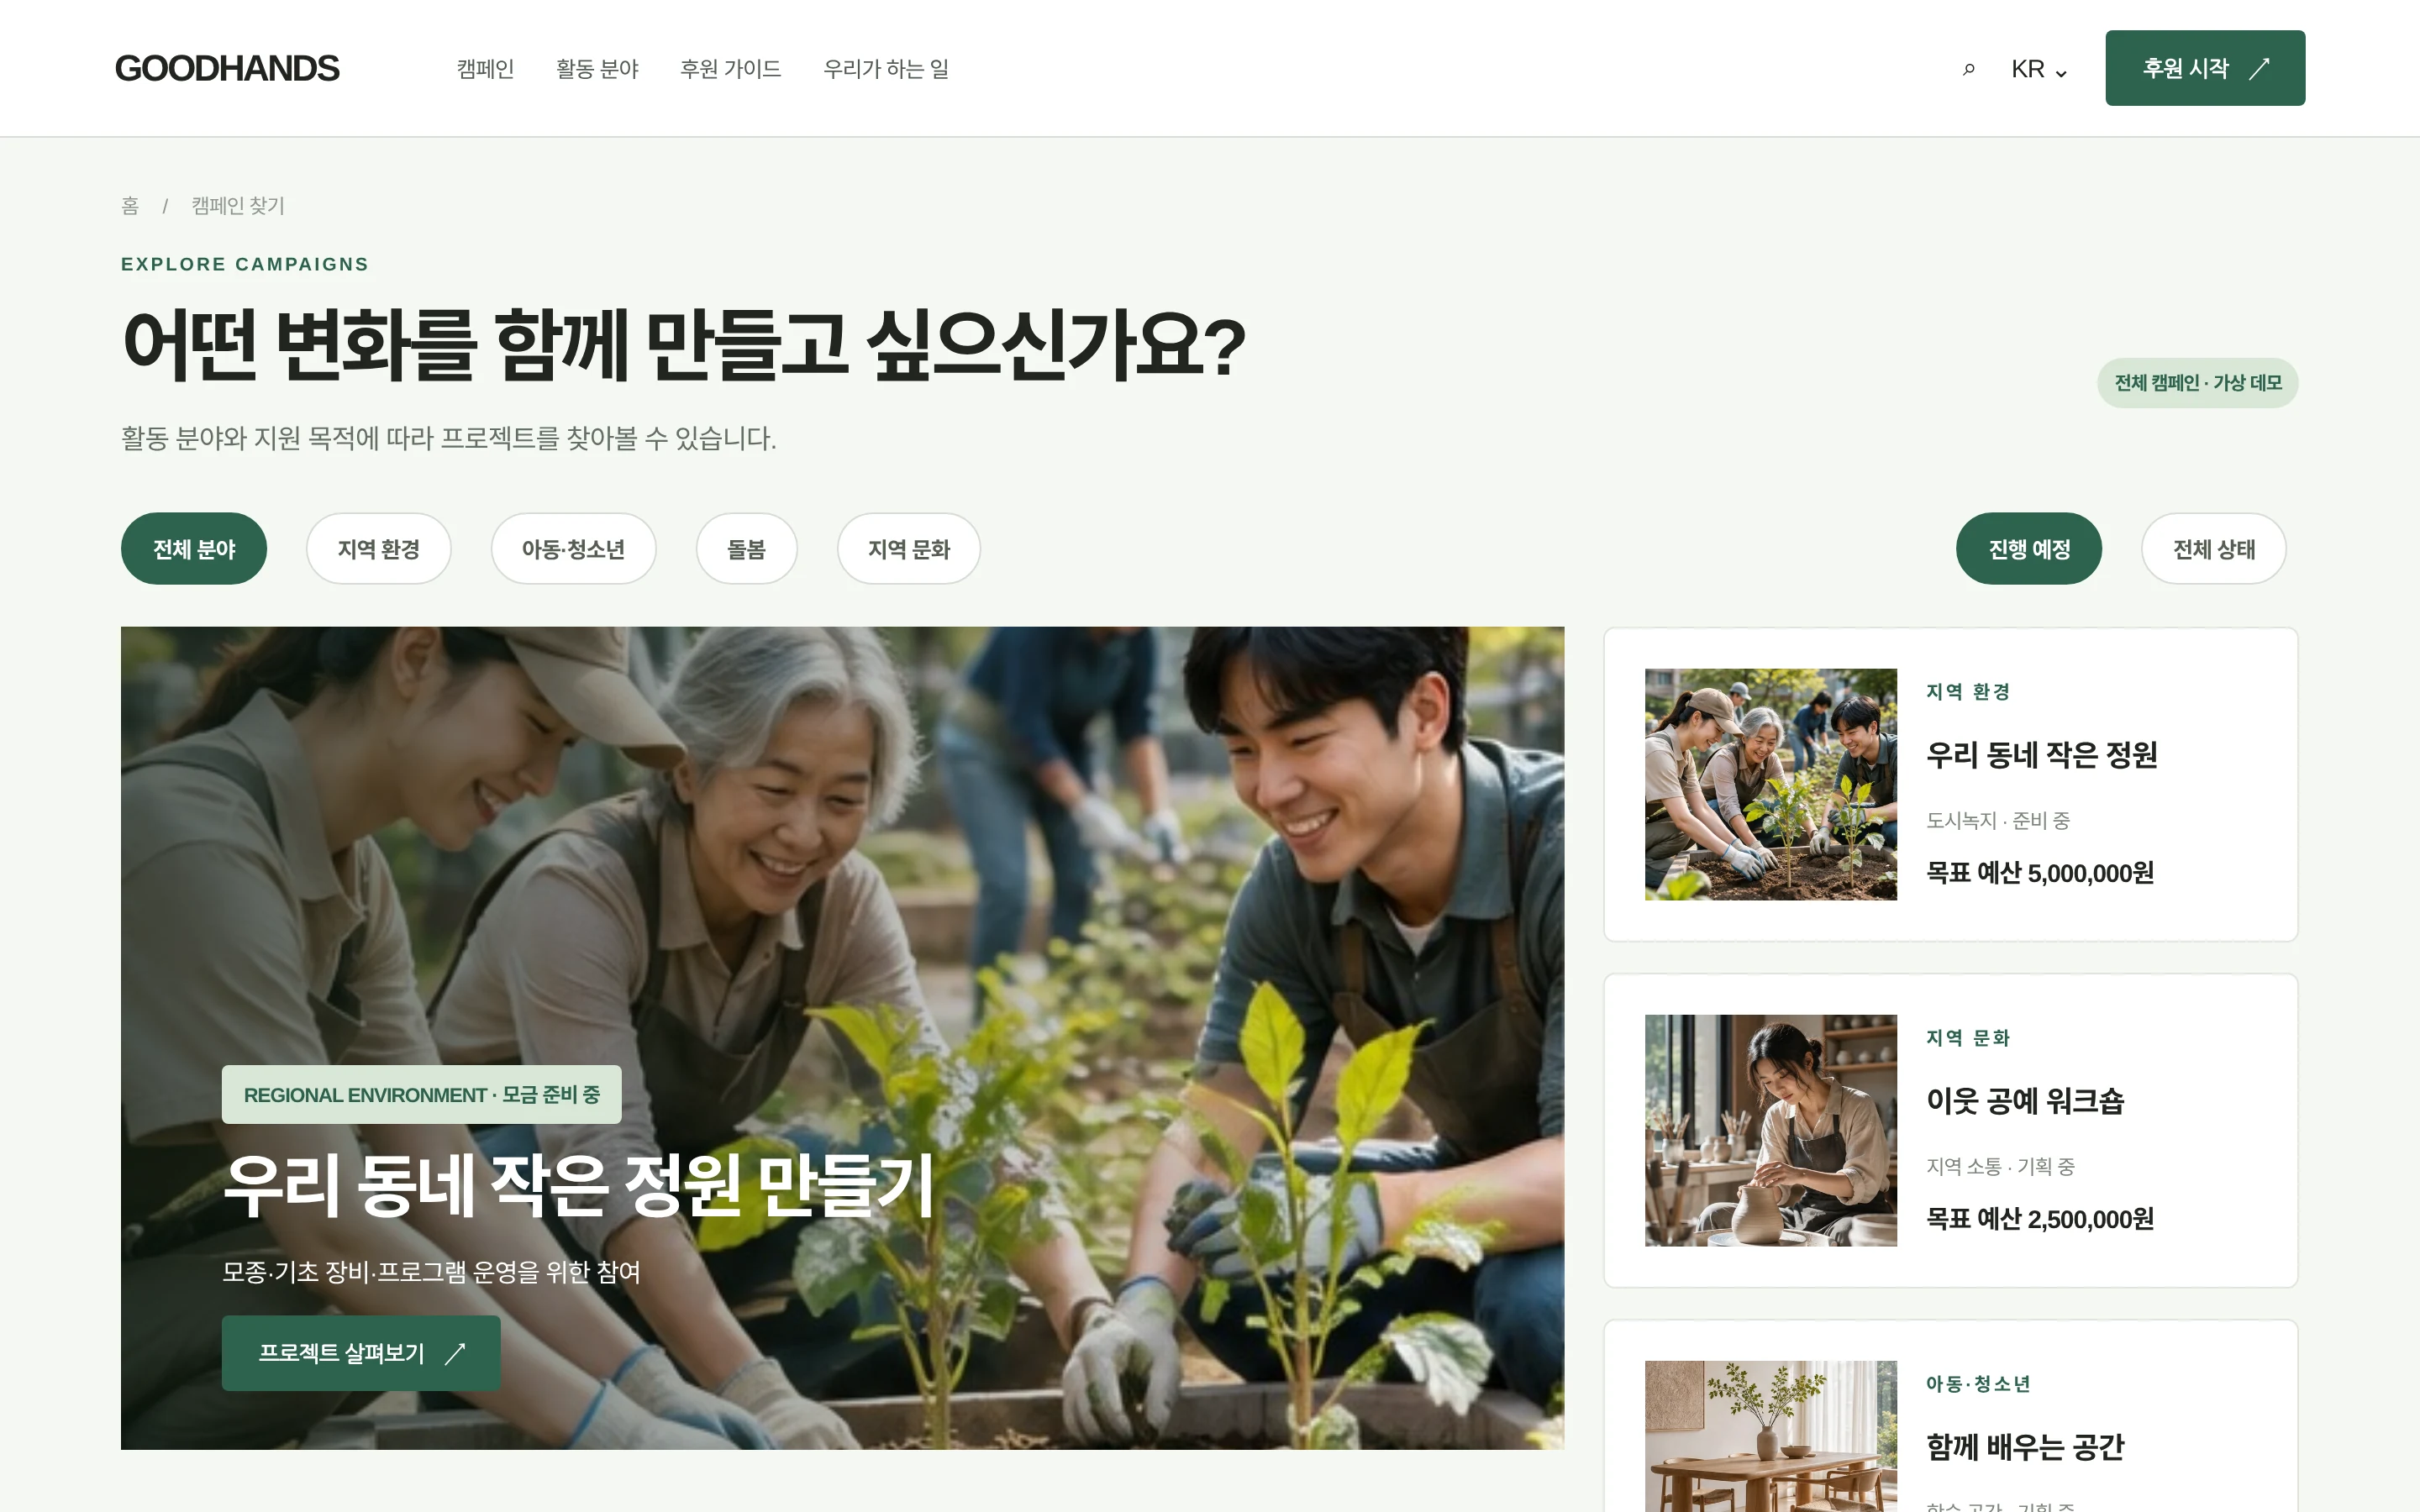 GOODHANDS
캠페인
활동 분야
후원 가이드
우리가 하는 일
KR
후원 시작 ↗
홈 / 캠페인 찾기
EXPLORE CAMPAIGNS
어떤 변화를 함께 만들고 싶으신가요?
전체 캠페인 · 가상 데모
활동 분야와 지원 목적에 따라 프로젝트를 찾아볼 수 있습니다.
전체 분야
지역 환경
아동·청소년
돌봄
지역 문화
진행 예정
전체 상태
REGIONAL ENVIRONMENT · 모금 준비 중
우리 동네 작은 정원 만들기
모종·기초 장비·프로그램 운영을 위한 참여
프로젝트 살펴보기 ↗
지역 환경
우리 동네 작은 정원
도시녹지 · 준비 중
목표 예산 5,000,000원
지역 문화
이웃 공예 워크숍
지역 소통 · 기획 중
목표 예산 2,500,000원
아동·청소년
함께 배우는 공간